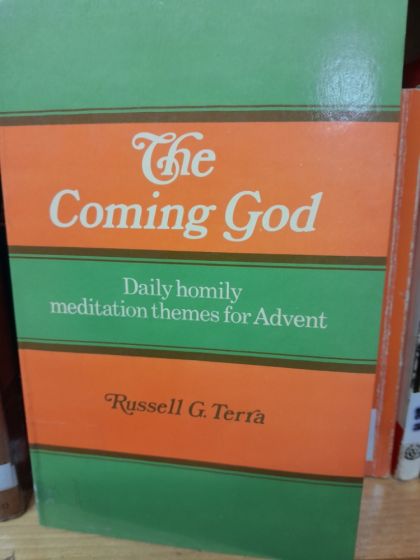 The
Coming God
Daily homily
meditation themes for Advent
Russell G. Terra